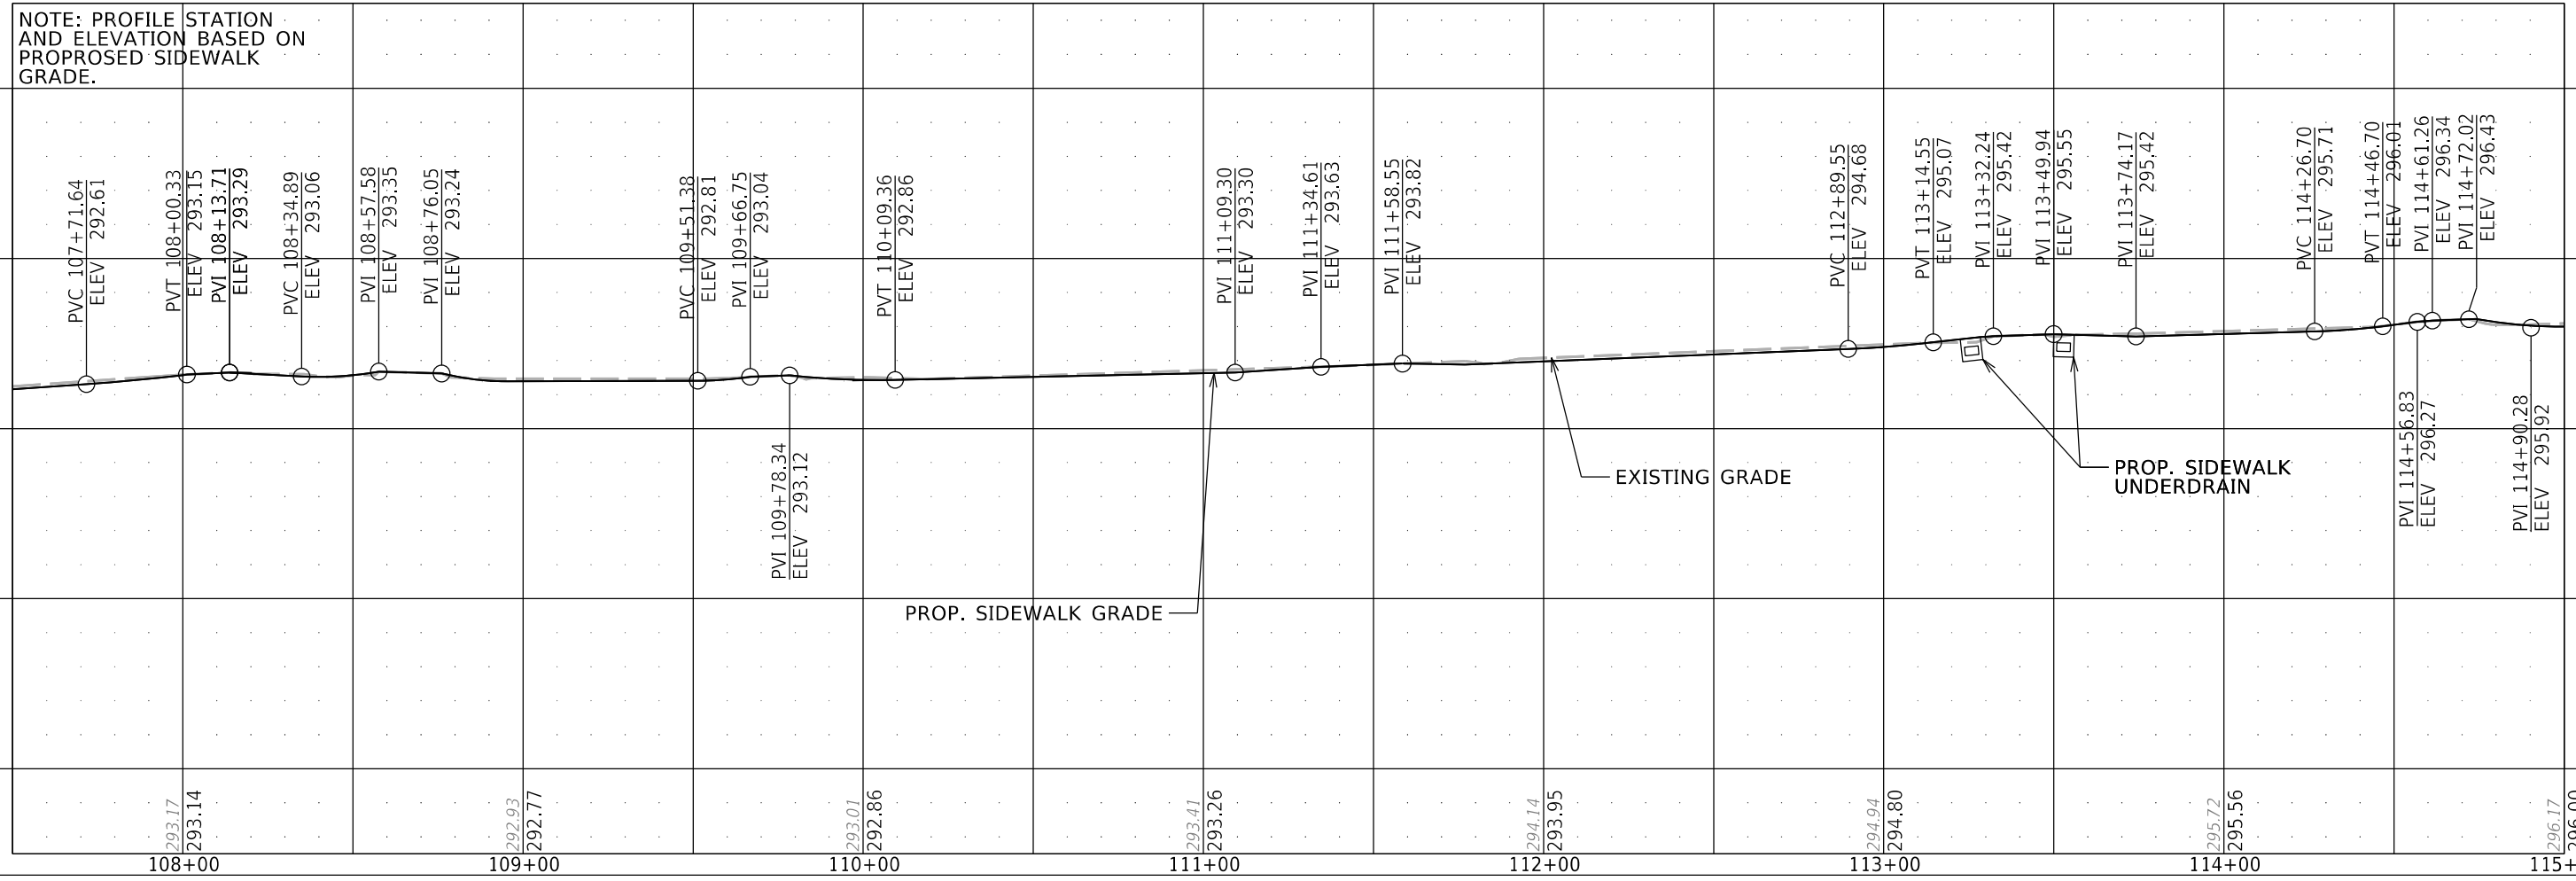 NOTE: PROFILE STATION
AND ELEVATION BASED ON
PROPROSED SIDEWALK
GRADE.
PVC 107+71.64
ELEV 292.61
PVT 108+00.33
ELEV 293.15
PVI 108+13.71
ELEV 293.29
PVC 108+34.89
ELEV 293.06
PVI 108+57.58
ELEV 293.35
PVI 108+76.05
ELEV 293.24
PVC 109+51.38
ELEV 292.81
PVI 109+66.75
ELEV 293.04
PVI 109+78.34
ELEV 293.12
PVT 110+09.36
ELEV 292.86
PVI 111+09.30
ELEV 293.30
PVI 111+34.61
ELEV 293.63
PVI 111+58.55
ELEV 293.82
PVC 112+89.55
ELEV 294.68
PVT 113+14.55
ELEV 295.07
PVI 113+32.24
ELEV 295.42
PVI 113+49.94
ELEV 295.55
PVI 113+74.17
ELEV 295.42
PVC 114+26.70
ELEV 295.71
PVT 114+46.70
ELEV 296.01
PVI 114+56.83
ELEV 296.27
PVI 114+61.26
ELEV 296.34
PVI 114+72.02
ELEV 296.43
PVI 114+90.28
ELEV 295.92
EXISTING GRADE
PROP. SIDEWALK
UNDERDRAIN
PROP. SIDEWALK GRADE
293.17
293.14
292.93
292.77
293.01
292.86
293.41
293.26
294.14
293.95
294.94
294.80
295.72
295.56
296.17
296.00
108+00
109+00
110+00
111+00
112+00
113+00
114+00
115+